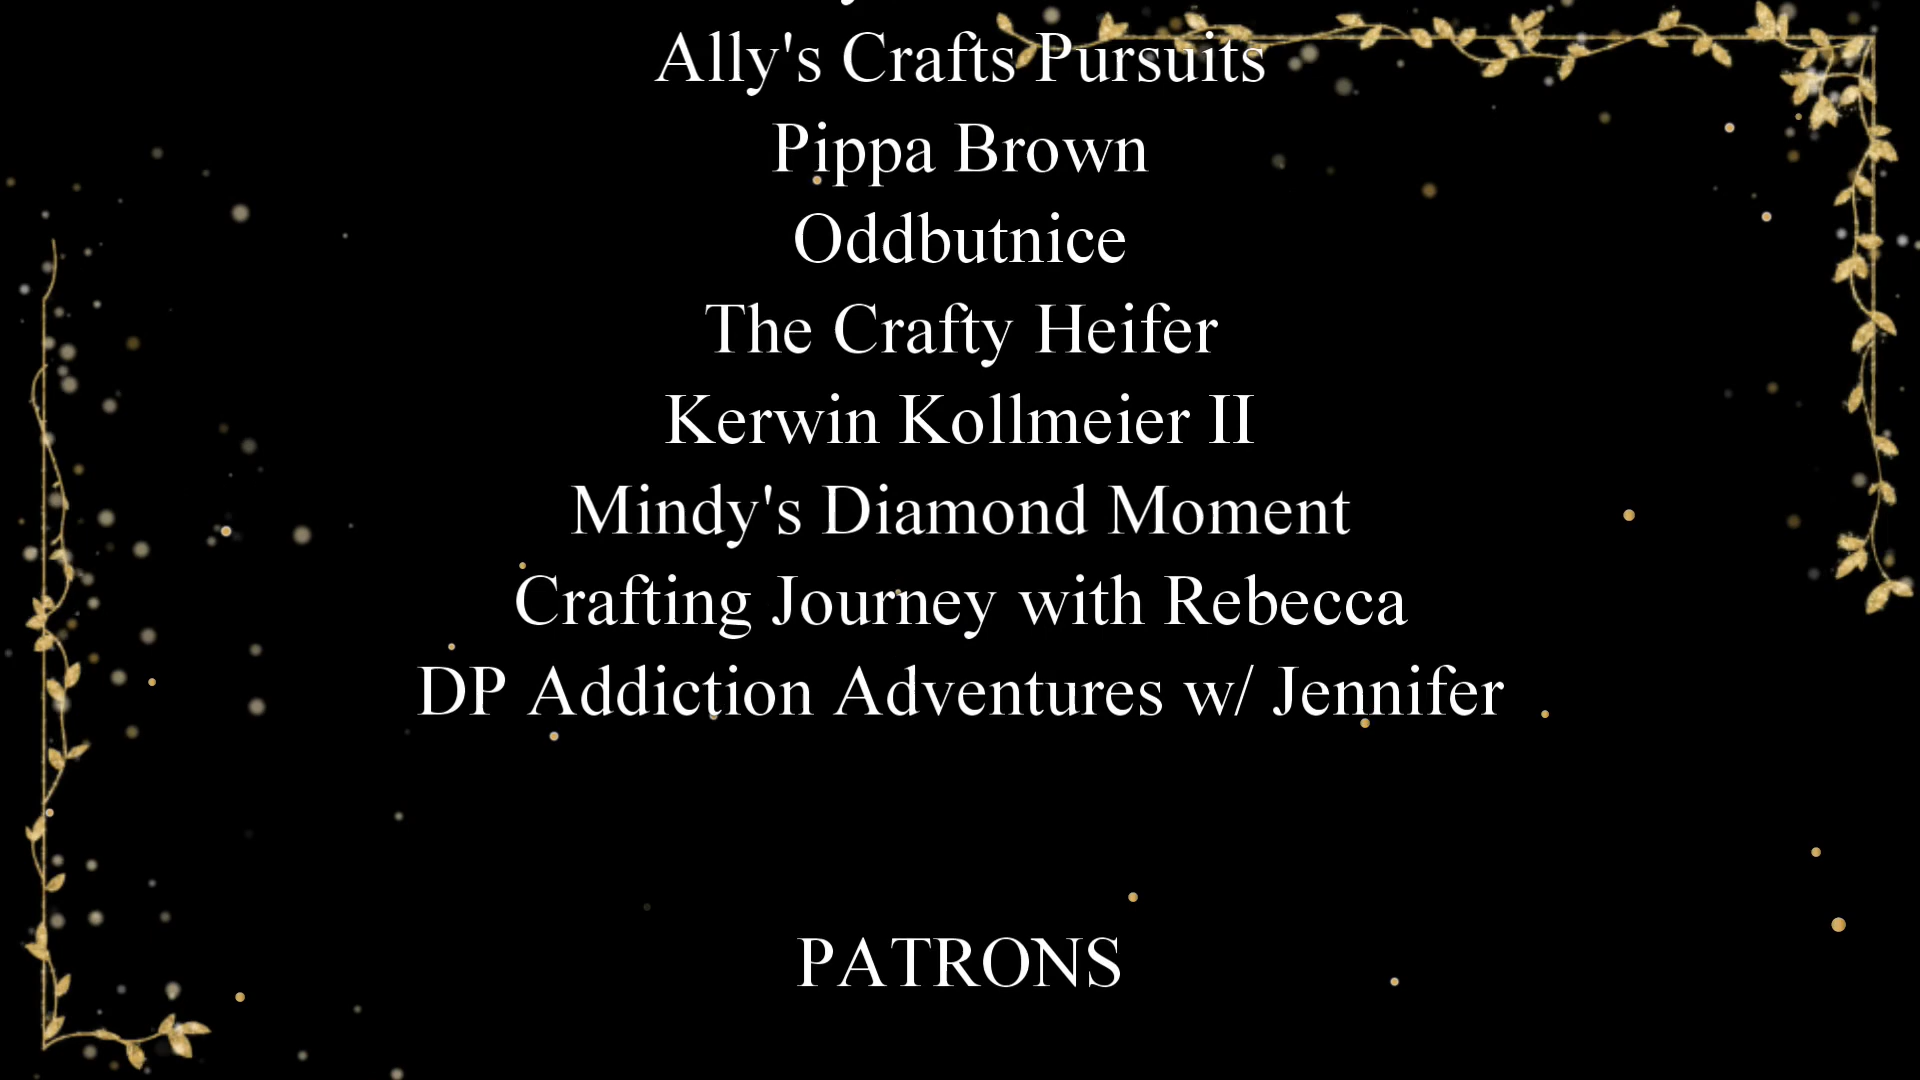 Ally's Crafts Pursuits
Pippa Brown
Oddbutnice
The Crafty Heifer
Kerwin Kollmeier II
Mindy's Diamond Moment
Crafting Journey with Rebecca
DP Addiction Adventures w/ Jennifer
PATRONS